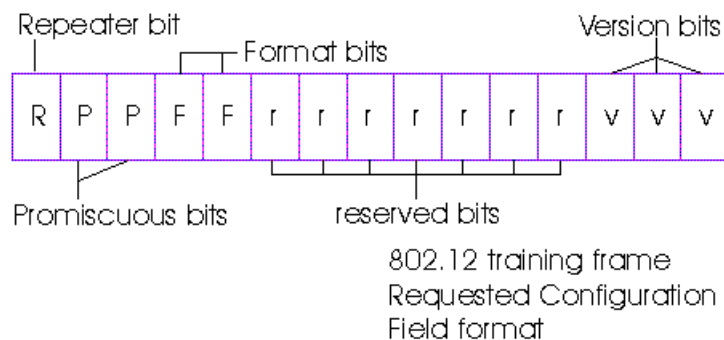 Repeater bit
Format bits
Version bits
R P P F F r r r r r r r v v v
Promiscuous bits
reserved bits
802.12 training frame
Requested Configuration
Field format